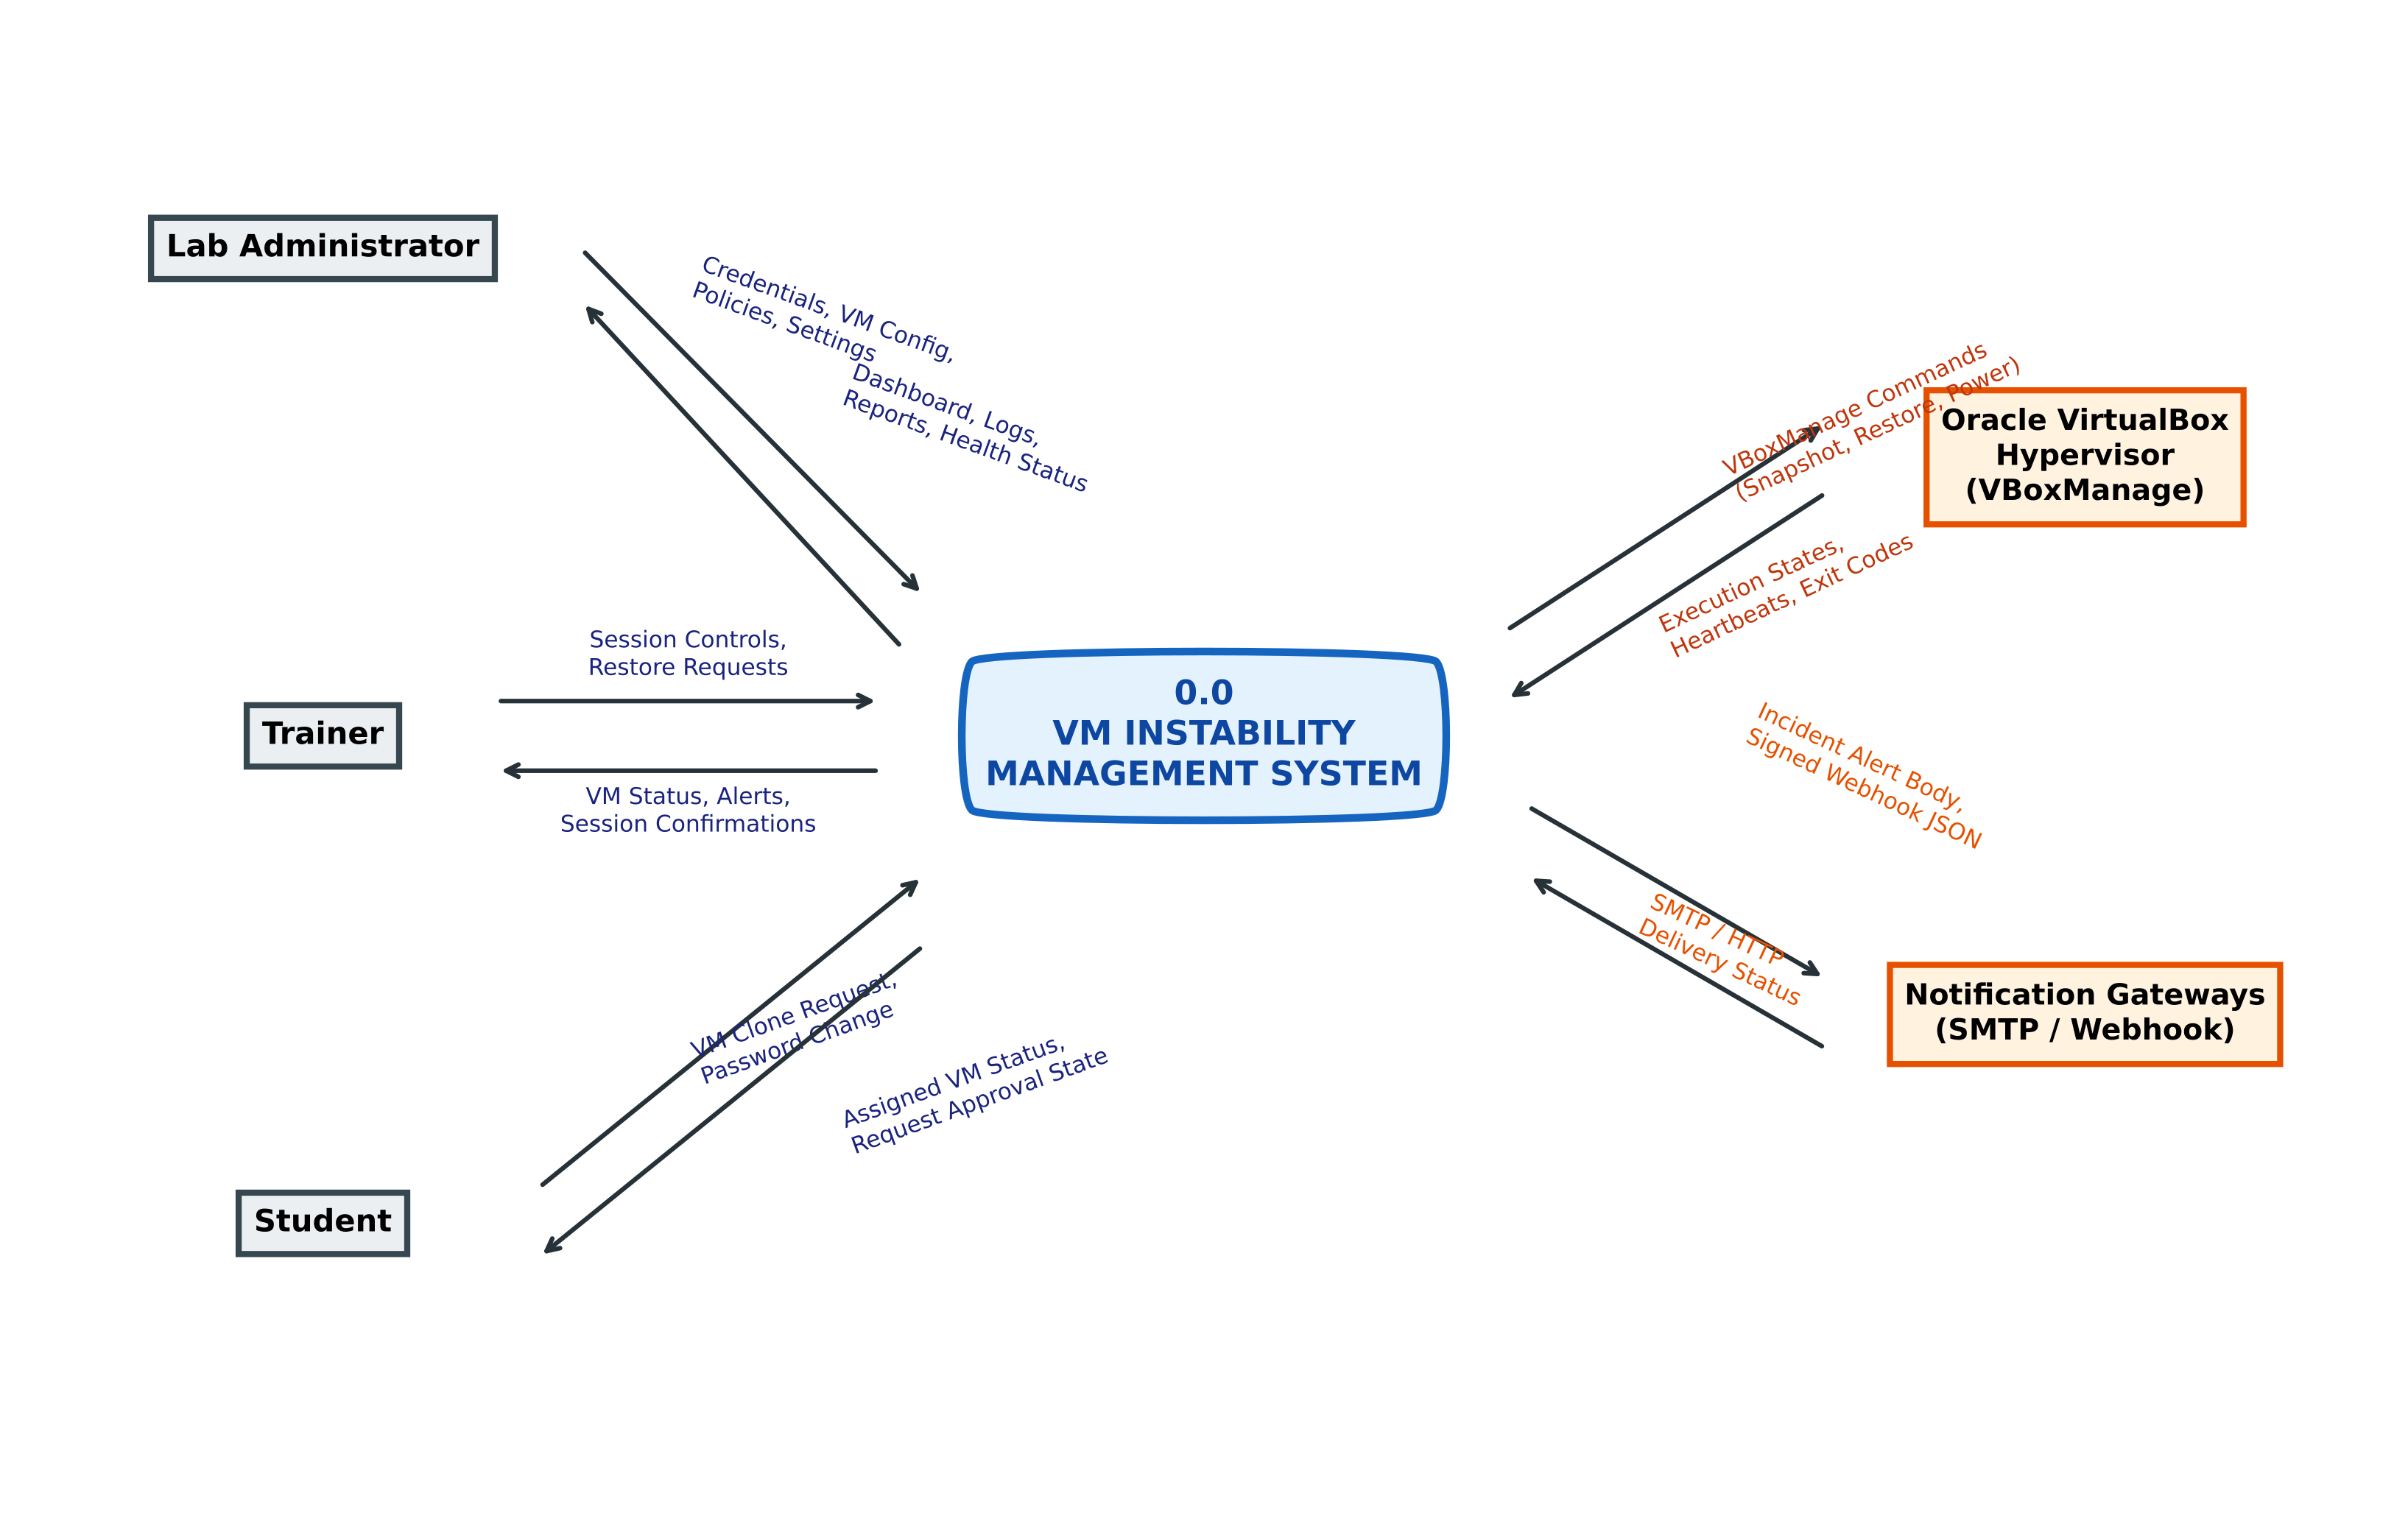 Lab Administrator
Credentials, VM Config,
Policies, Settings
Dashboard, Logs,
Reports, Health Status
VBoxManage Commands
(Snapshot, Restore, Power)
Oracle VirtualBox
Hypervisor
(VBoxManage)
Execution States,
Heartbeats, Exit Codes
Session Controls,
Restore Requests
Trainer
VM Status, Alerts,
Session Confirmations
0.0
VM INSTABILITY
MANAGEMENT SYSTEM
Incident Alert Body,
Signed Webhook JSON
SMTP / HTTP
Delivery Status
Notification Gateways
(SMTP / Webhook)
VM Clone Request,
Password Change
Assigned VM Status,
Request Approval State
Student